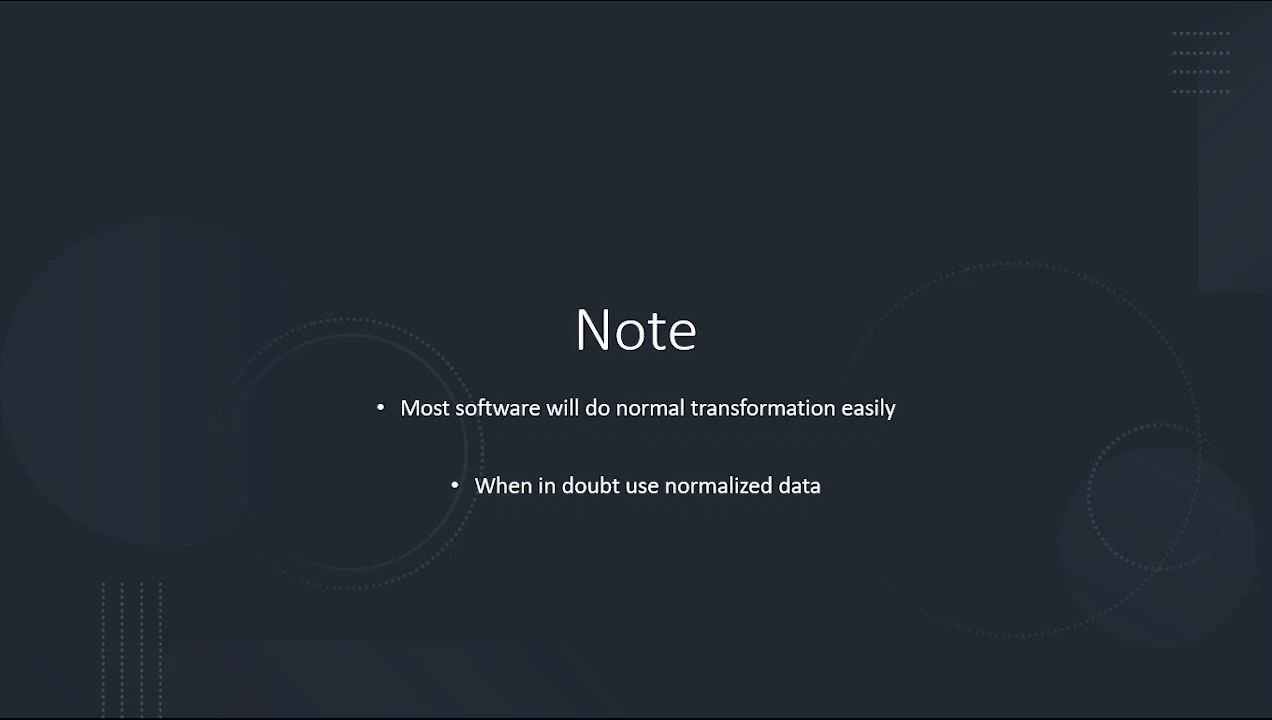 Note
• Most software will do normal transformation easily
• When in doubt use normalized data